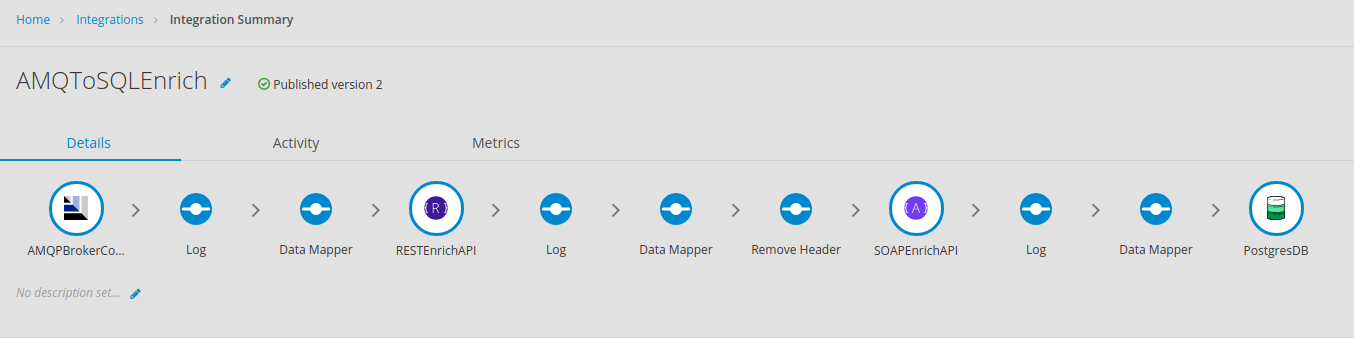 Home > Integrations > Integration Summary
AMQToSQLEnrich Published version 2
Details Activity Metrics
R A
AMQPBrokerCo... Log Data Mapper RESTEnrichAPI Log Data Mapper Remove Header SOAPEnrichAPI Log Data Mapper PostgresDB
No description set...